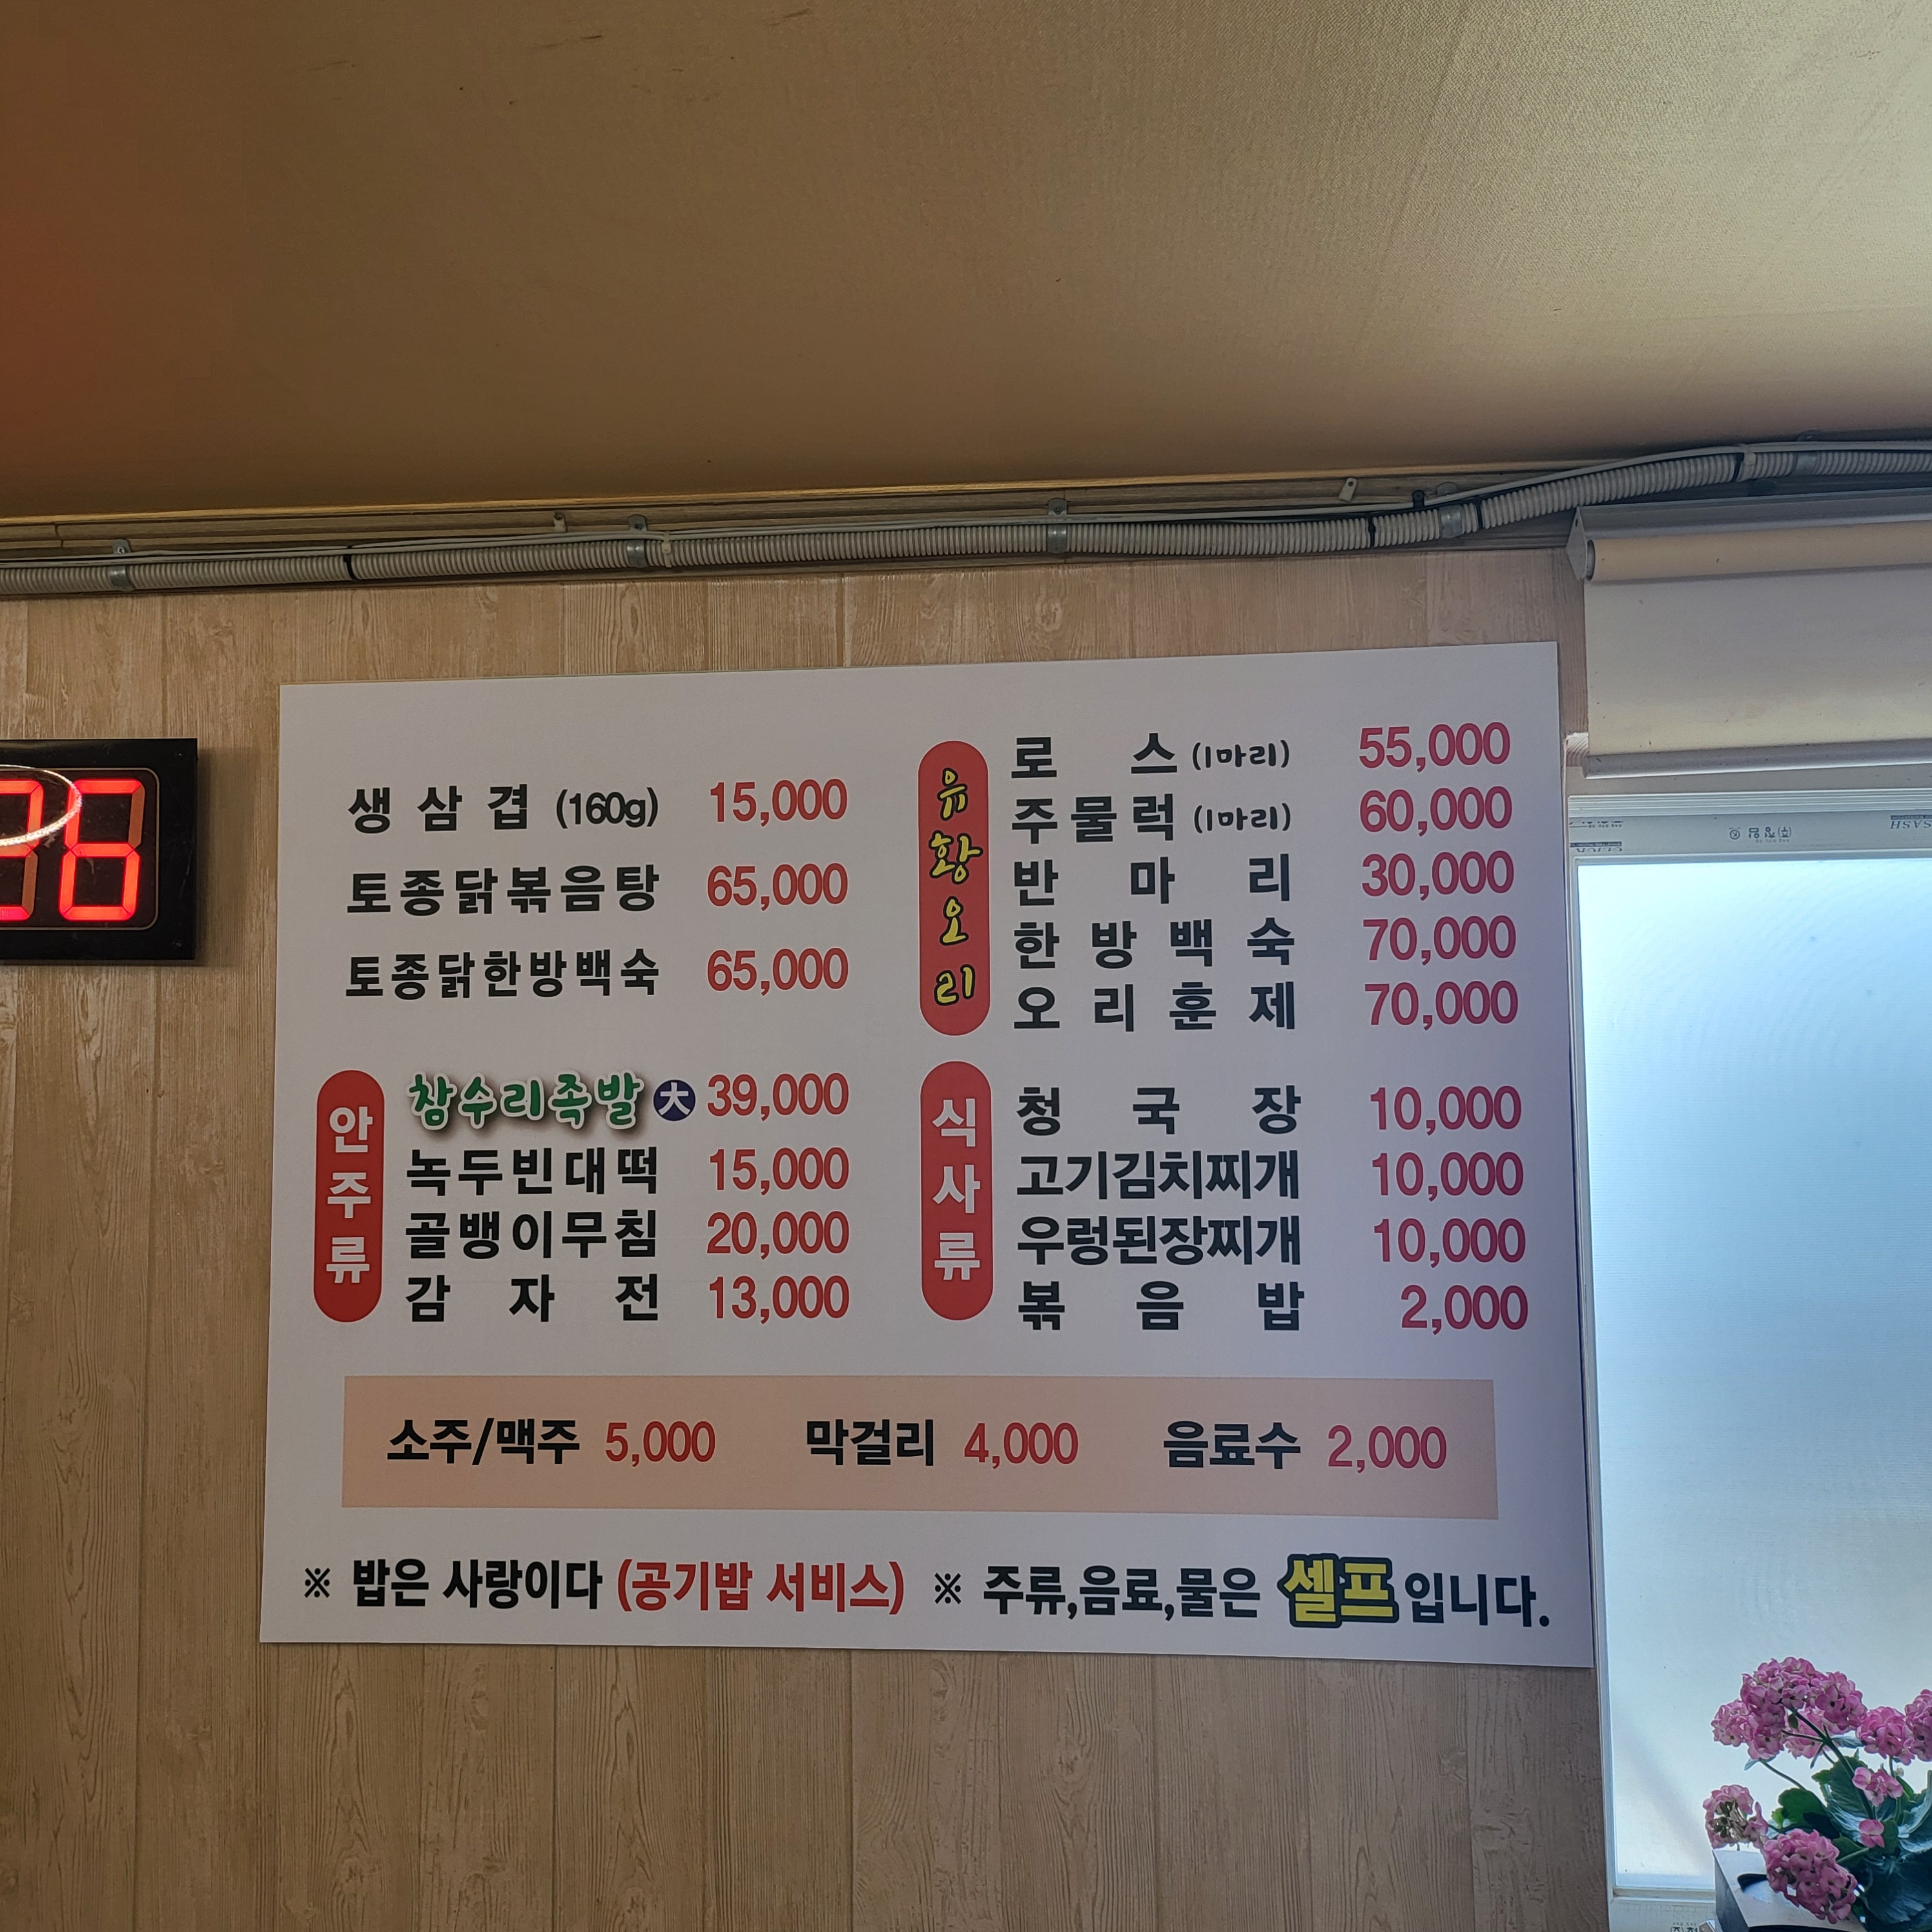 생삼겹 (160g) 15,000
토종닭볶음탕 65,000
토종닭한방백숙 65,000
유황오리
로스 (1마리) 55,000
주물럭 (1마리) 60,000
반마리 30,000
한방백숙 70,000
오리훈제 70,000
안주류
참수리족발 大 39,000
녹두빈대떡 15,000
골뱅이무침 20,000
감자전 13,000
식사류
청국장 10,000
고기김치찌개 10,000
우렁된장찌개 10,000
볶음밥 2,000
소주/맥주 5,000 막걸리 4,000 음료수 2,000
※ 밥은 사랑이다 (공기밥 서비스) ※ 주류,음료,물은 셀프입니다.